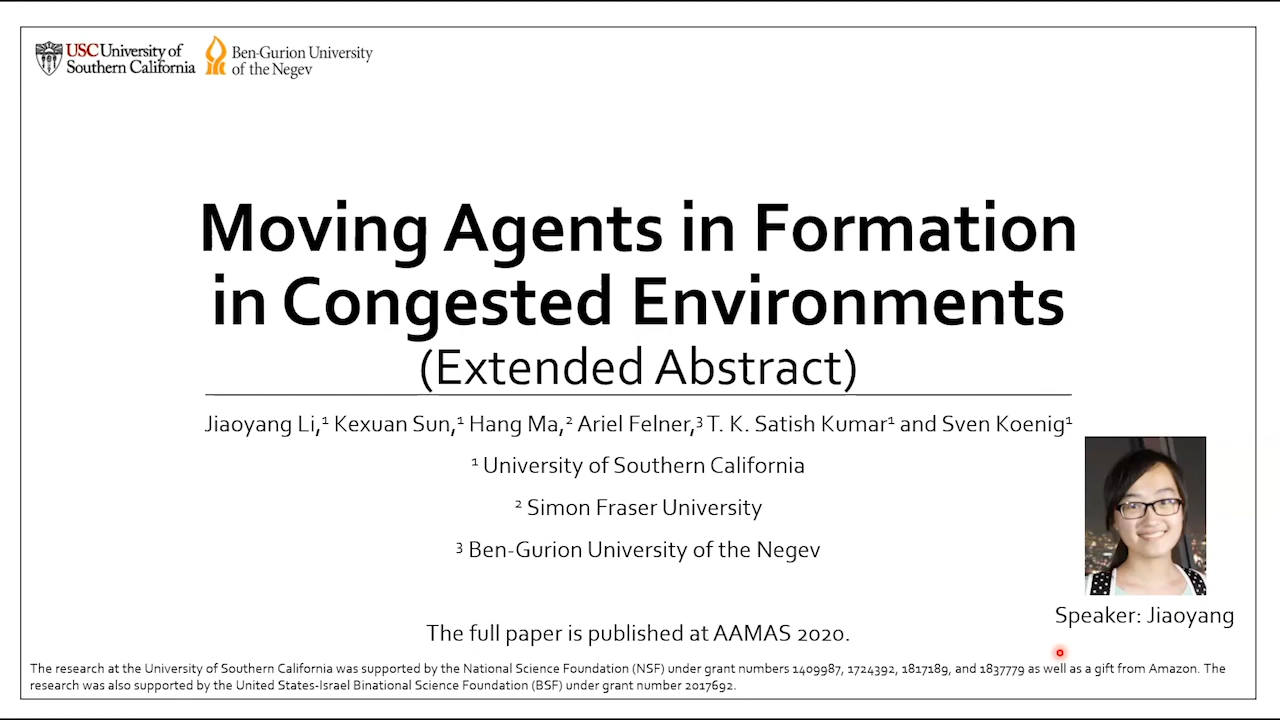 USC University of
Southern California
Ben-Gurion University
of the Negev
Moving Agents in Formation
in Congested Environments
(Extended Abstract)
Jiaoyang Li,¹ Kexuan Sun,¹ Hang Ma,² Ariel Felner,³ T. K. Satish Kumar¹ and Sven Koenig¹
¹ University of Southern California
² Simon Fraser University
³ Ben-Gurion University of the Negev
Speaker: Jiaoyang
The full paper is published at AAMAS 2020.
The research at the University of Southern California was supported by the National Science Foundation (NSF) under grant numbers 1409987, 1724392, 1817189, and 1837779 as well as a gift from Amazon. The
research was also supported by the United States-Israel Binational Science Foundation (BSF) under grant number 2017692.